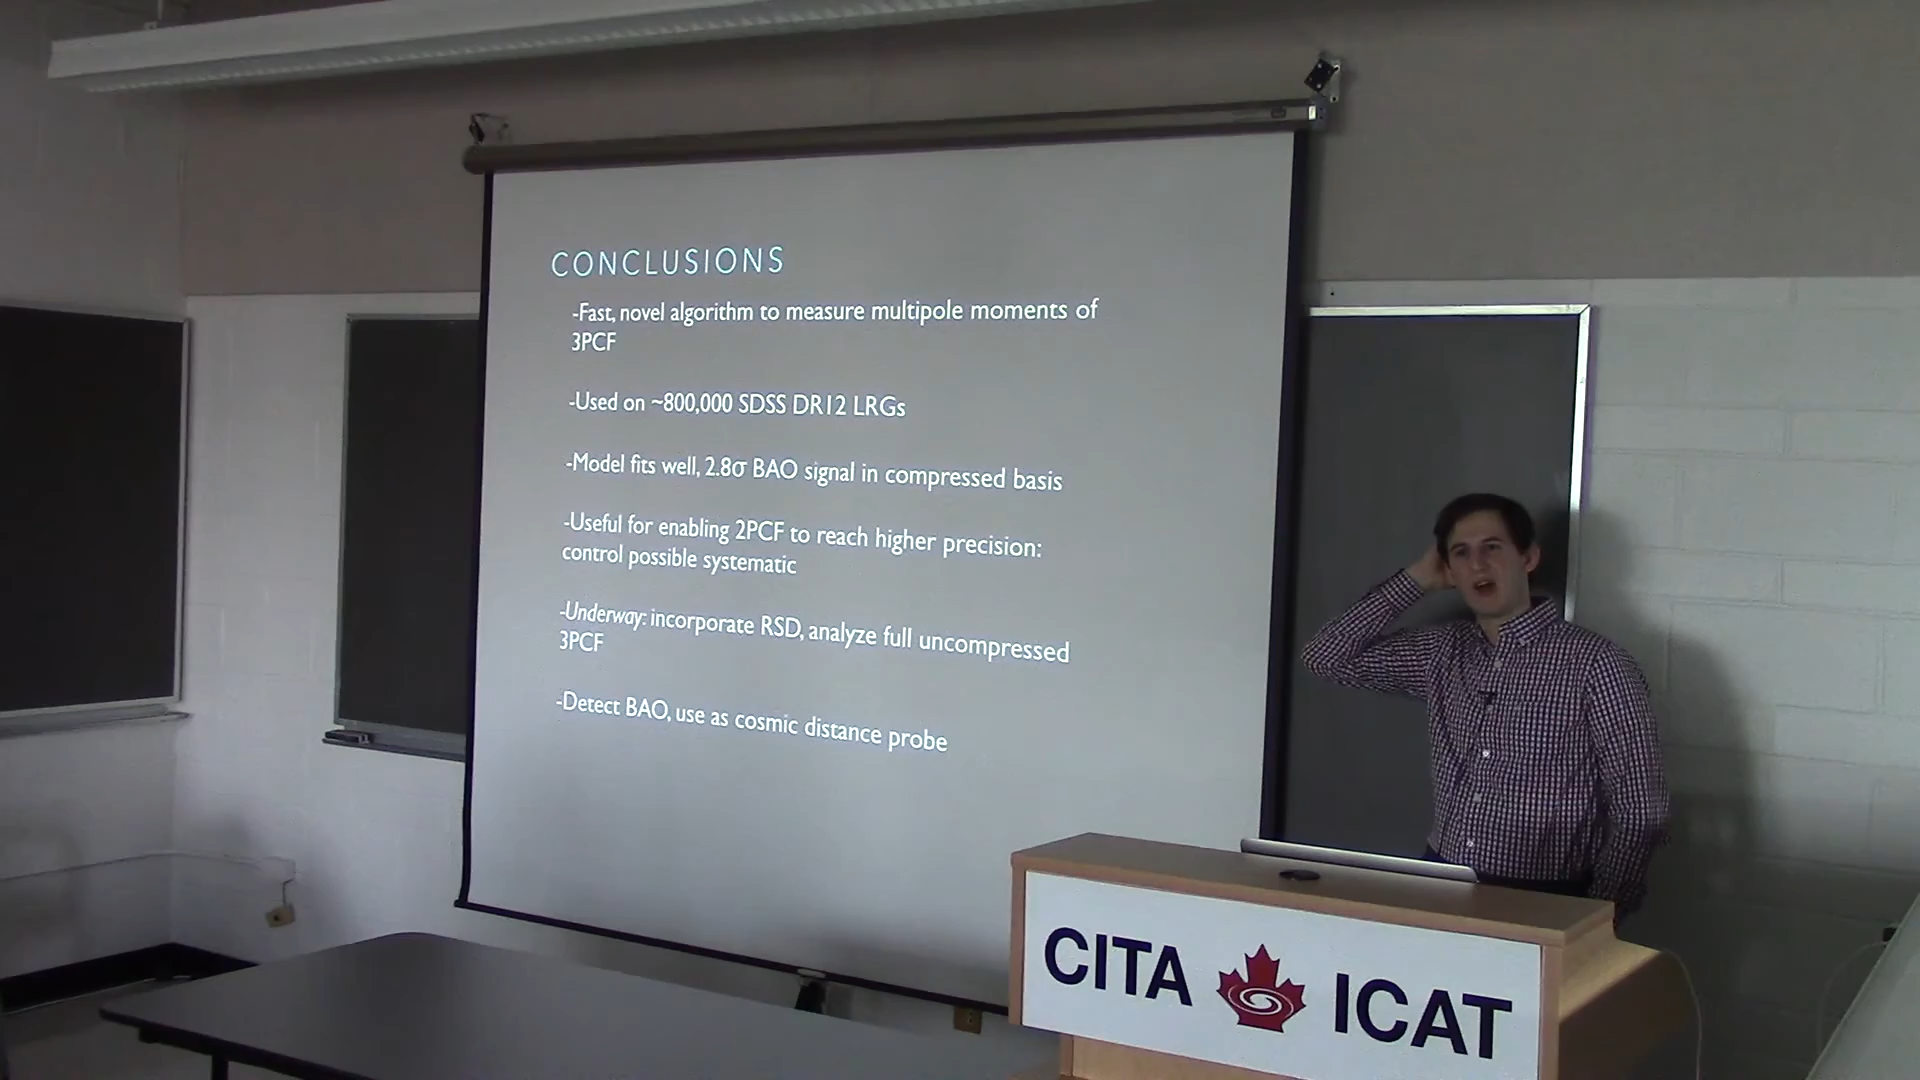 CONCLUSIONS
-Fast, novel algorithm to measure multipole moments of
3PCF
-Used on ~800,000 SDSS DR12 LRGs
-Model fits well, 2.8σ BAO signal in compressed basis
-Useful for enabling 2PCF to reach higher precision:
control possible systematic
-Underway: incorporate RSD, analyze full uncompressed
3PCF
-Detect BAO, use as cosmic distance probe
CITA ICAT